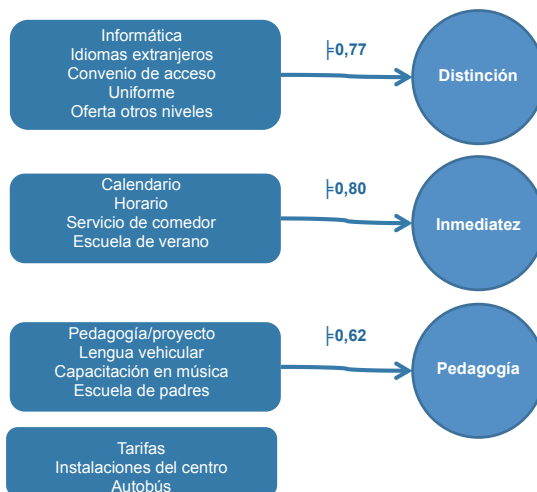 Informática
Idiomas extranjeros
Convenio de acceso
Uniforme
Oferta otros niveles
╞0,77
Distinción
Calendario
Horario
Servicio de comedor
Escuela de verano
╞0,80
Inmediatez
Pedagogía/proyecto
Lengua vehicular
Capacitación en música
Escuela de padres
╞0,62
Pedagogía
Tarifas
Instalaciones del centro
Autobús